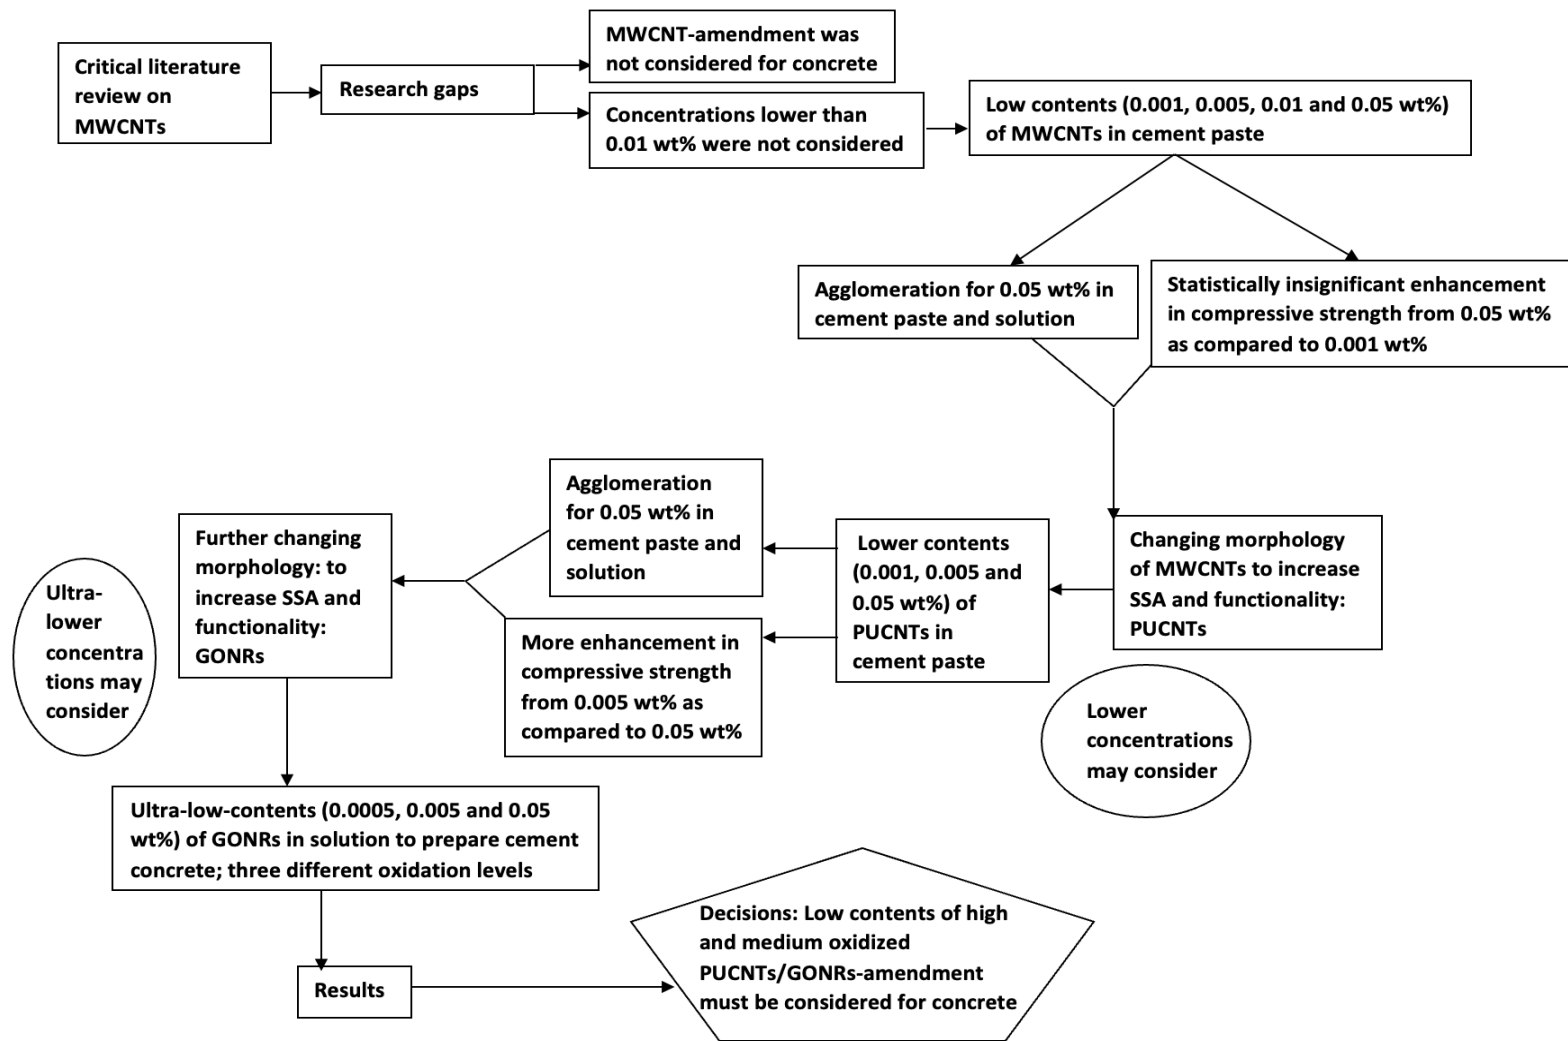 Critical literature
review on
MWCNTs
Research gaps
MWCNT-amendment was
not considered for concrete
Concentrations lower than
0.01 wt% were not considered
Low contents (0.001, 0.005, 0.01 and 0.05 wt%)
of MWCNTs in cement paste
Agglomeration for 0.05 wt% in
cement paste and solution
Statistically insignificant enhancement
in compressive strength from 0.05 wt%
as compared to 0.001 wt%
Changing morphology
of MWCNTs to increase
SSA and functionality:
PUCNTs
Lower
concentrations
may consider
Lower contents
(0.001, 0.005 and
0.05 wt%) of
PUCNTs in
cement paste
Agglomeration
for 0.05 wt% in
cement paste and
solution
More enhancement in
compressive strength
from 0.005 wt% as
compared to 0.05 wt%
Further changing
morphology: to
increase SSA and
functionality:
GONRs
Ultra-
lower
concentra
tions may
consider
Ultra-low-contents (0.0005, 0.005 and 0.05
wt%) of GONRs in solution to prepare cement
concrete; three different oxidation levels
Results
Decisions: Low contents of high
and medium oxidized
PUCNTs/GONRs-amendment
must be considered for concrete